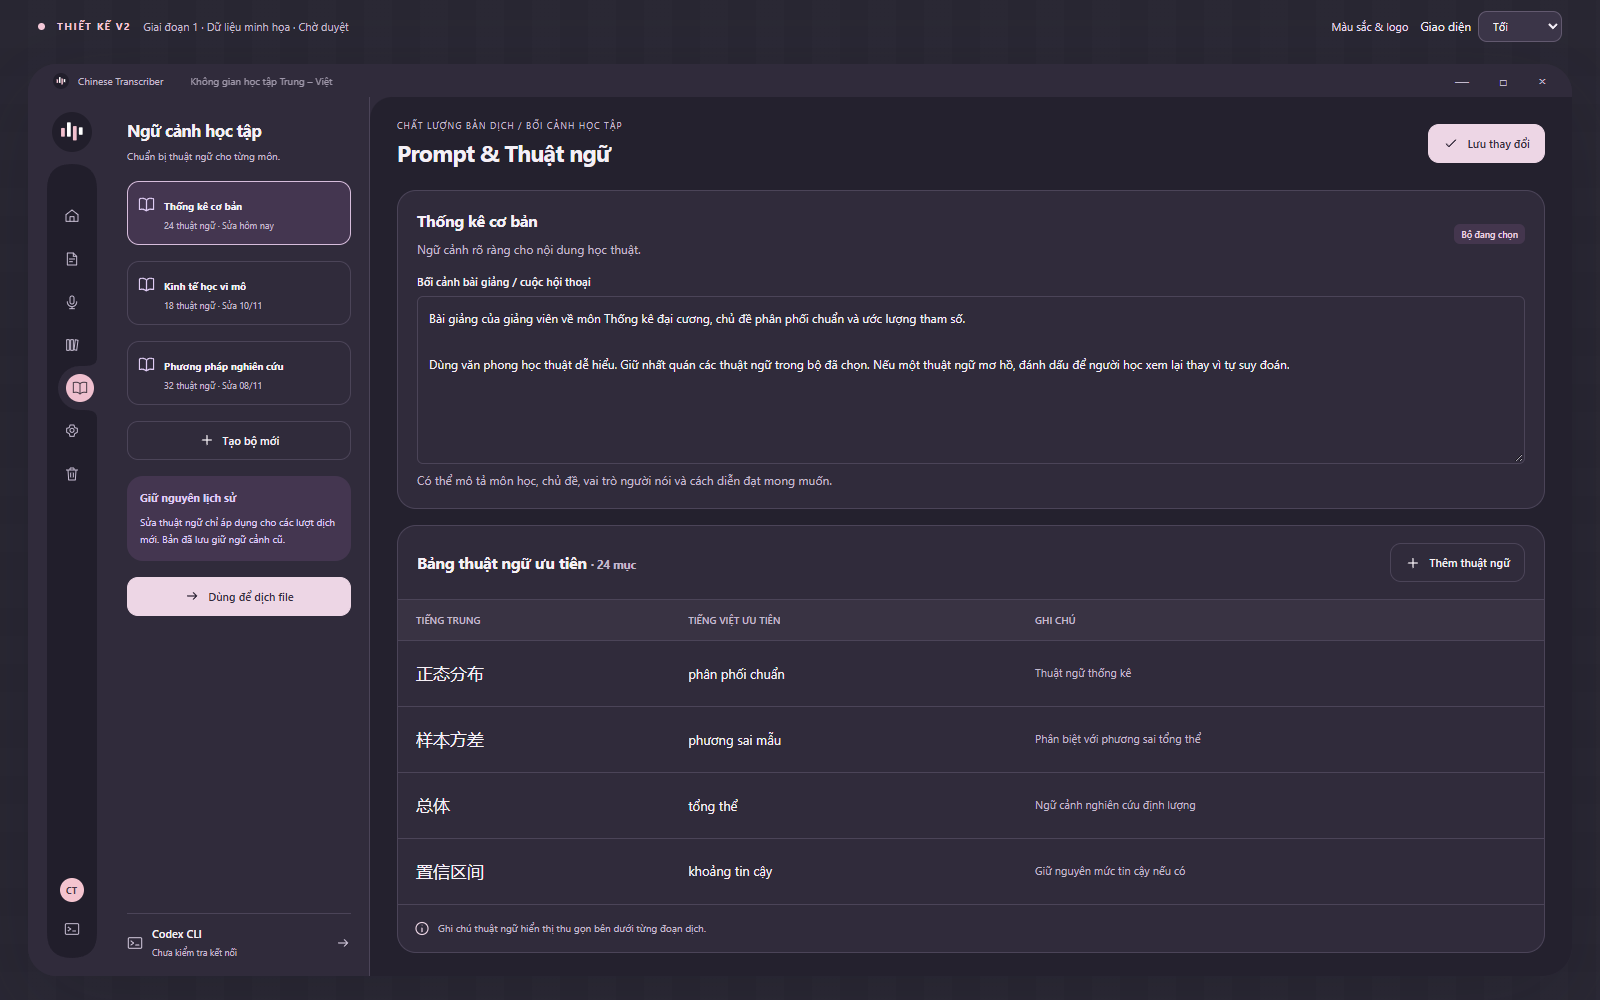 THIẾT KẾ V2 Giai đoạn 1 · Dữ liệu minh họa · Chờ duyệt
Màu sắc & logo Giao diện Tối
Chinese Transcriber Không gian học tập Trung – Việt
Ngữ cảnh học tập
Chuẩn bị thuật ngữ cho từng môn.
Thống kê cơ bản
24 thuật ngữ · Sửa hôm nay
Kinh tế học vi mô
18 thuật ngữ · Sửa 10/11
Phương pháp nghiên cứu
32 thuật ngữ · Sửa 08/11
Tạo bộ mới
Giữ nguyên lịch sử
Sửa thuật ngữ chỉ áp dụng cho các lượt dịch
mới. Bản đã lưu giữ ngữ cảnh cũ.
Dùng để dịch file
CT
Codex CLI
Chưa kiểm tra kết nối
CHẤT LƯỢNG BẢN DỊCH / BỐI CẢNH HỌC TẬP
Prompt & Thuật ngữ
Lưu thay đổi
Thống kê cơ bản
Ngữ cảnh rõ ràng cho nội dung học thuật.
Bộ đang chọn
Bối cảnh bài giảng / cuộc hội thoại
Bài giảng của giảng viên về môn Thống kê đại cương, chủ đề phân phối chuẩn và ước lượng tham số.
Dùng văn phong học thuật dễ hiểu. Giữ nhất quán các thuật ngữ trong bộ đã chọn. Nếu một thuật ngữ mơ hồ, đánh dấu để người học xem lại thay vì tự suy đoán.
Có thể mô tả môn học, chủ đề, vai trò người nói và cách diễn đạt mong muốn.
Bảng thuật ngữ ưu tiên · 24 mục
Thêm thuật ngữ
TIẾNG TRUNG TIẾNG VIỆT ƯU TIÊN GHI CHÚ
正态分布 phân phối chuẩn Thuật ngữ thống kê
样本方差 phương sai mẫu Phân biệt với phương sai tổng thể
总体 tổng thể Ngữ cảnh nghiên cứu định lượng
置信区间 khoảng tin cậy Giữ nguyên mức tin cậy nếu có
Ghi chú thuật ngữ hiển thị thu gọn bên dưới từng đoạn dịch.